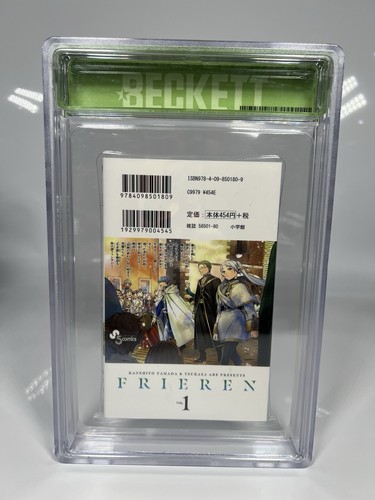 BECKETT
ISBN978-4-09-850180-9
C9979 ¥454E
9784098501809
定価：本体454円+税
雑誌 56501-80 小学館
1929979004545
S comics
KANEHITO YAMADA & TSUKASA ABE PRESENTS
FRIEREN
VOL. 1